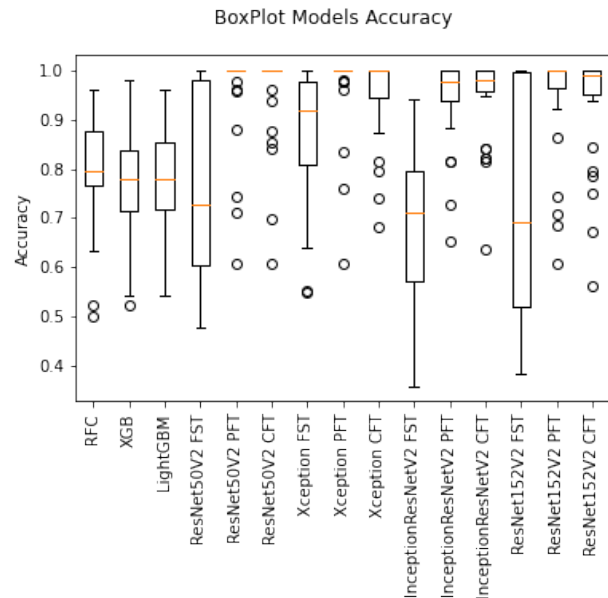 BoxPlot Models Accuracy
Accuracy
1.0
0.9
0.8
0.7
0.6
0.5
0.4
RFC
XGB
LightGBM
ResNet50V2 FST
ResNet50V2 PFT
ResNet50V2 CFT
Xception FST
Xception PFT
Xception CFT
InceptionResNetV2 FST
InceptionResNetV2 PFT
InceptionResNetV2 CFT
ResNet152V2 FST
ResNet152V2 PFT
ResNet152V2 CFT